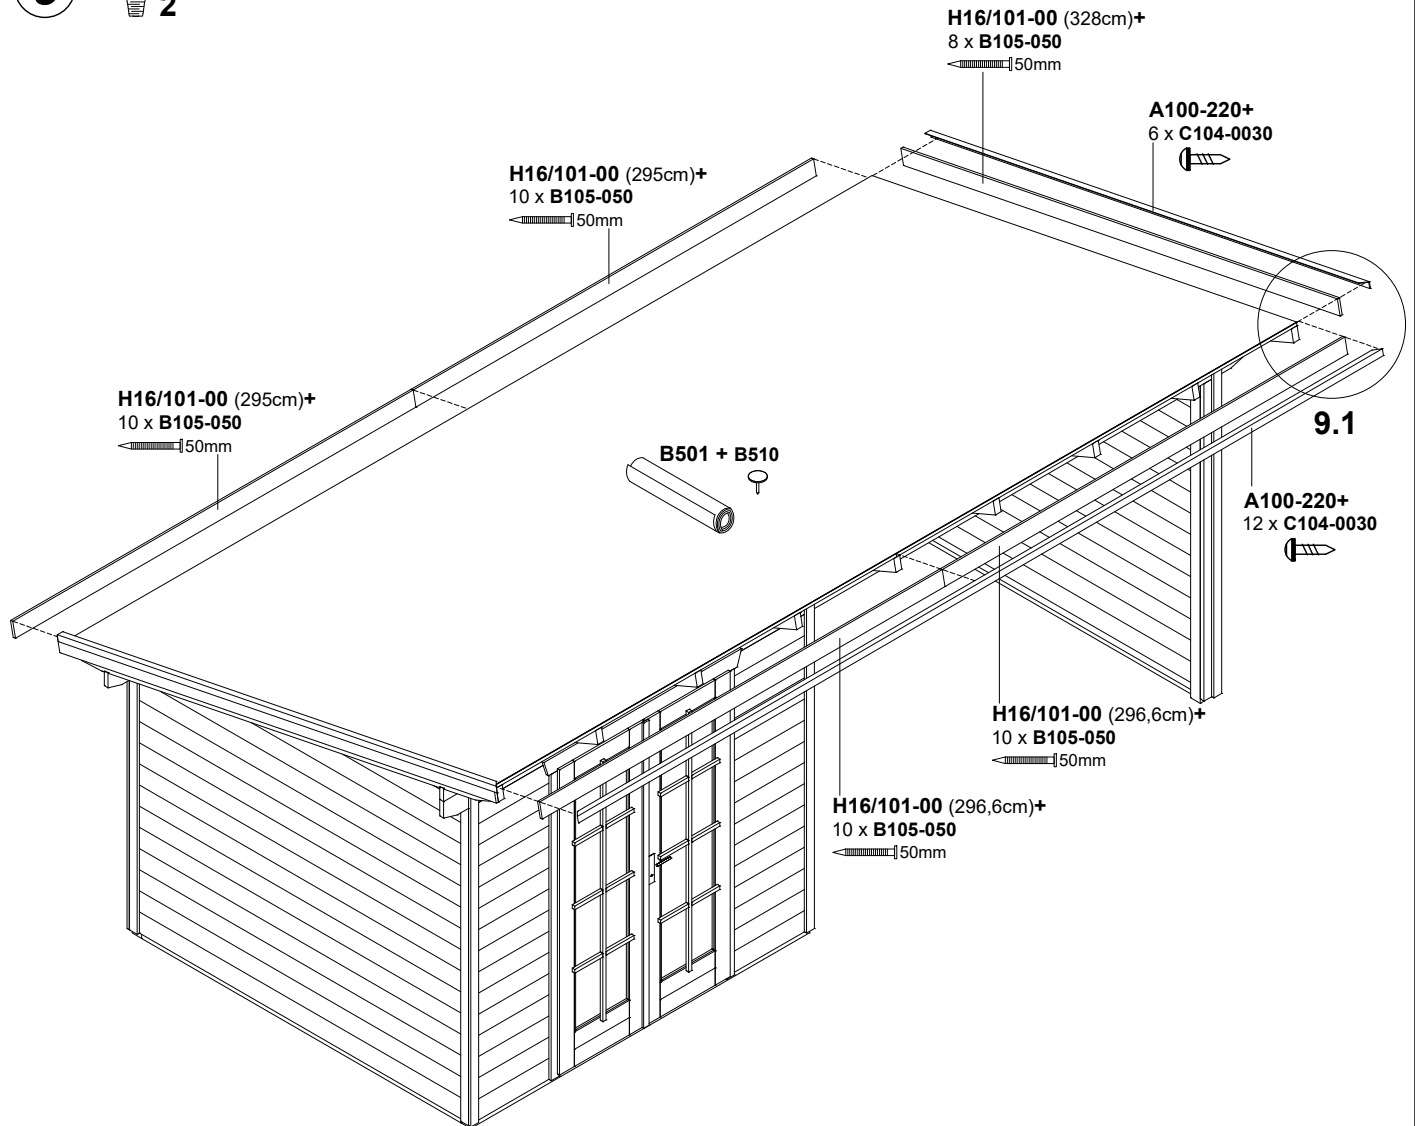 2
H16/101-00 (328cm)+
8 x B105-050
50mm
A100-220+
6 x C104-0030
H16/101-00 (295cm)+
10 x B105-050
50mm
H16/101-00 (295cm)+
10 x B105-050
50mm
B501 + B510
9.1
A100-220+
12 x C104-0030
H16/101-00 (296,6cm)+
10 x B105-050
50mm
H16/101-00 (296,6cm)+
10 x B105-050
50mm